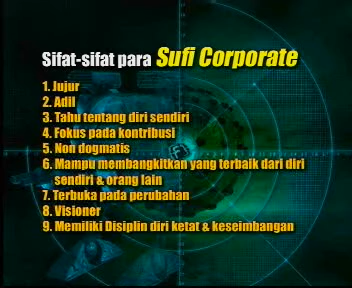 Sifat-sifat para Sufi Corporate
1. Jujur
2. Adil
3. Tahu tentang diri sendiri
4. Fokus pada kontribusi
5. Non dogmatis
6. Mampu membangkitkan yang terbaik dari diri
sendiri & orang lain
7. Terbuka pada perubahan
8. Visioner
9. Memiliki Disiplin diri ketat & keseimbangan